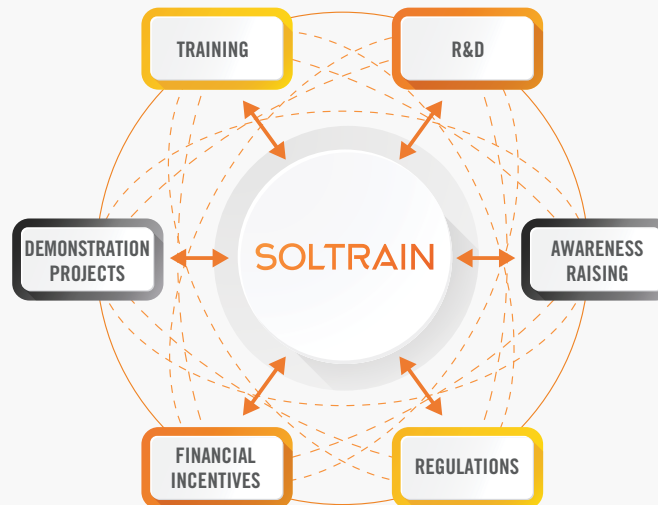 TRAINING
R&D
DEMONSTRATION
PROJECTS
SOLTRAIN
AWARENESS
RAISING
FINANCIAL
INCENTIVES
REGULATIONS